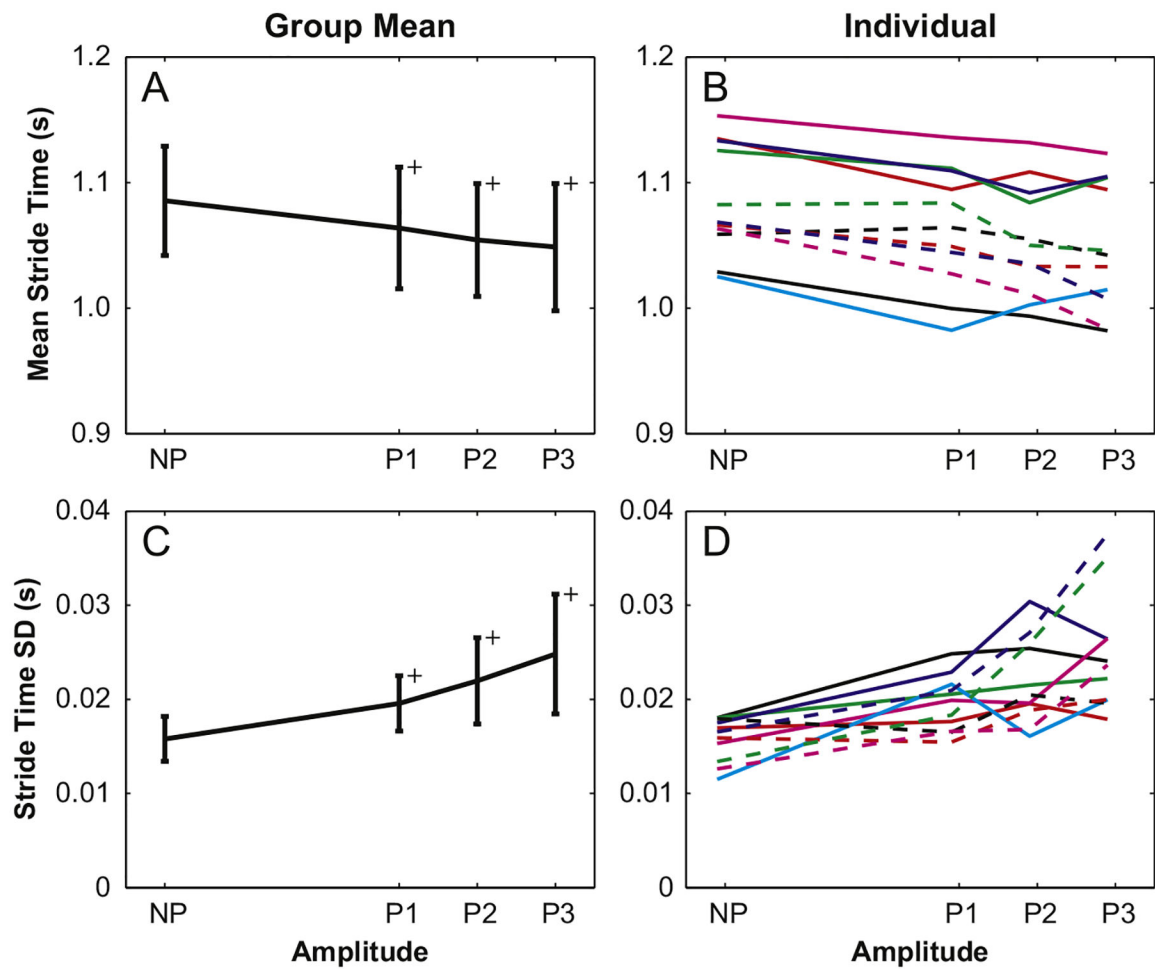 Group Mean
Individual
Mean Stride Time (s)
1.2
1.1
1.0
0.9
A
+
+
+
NP
P1
P2
P3
1.2
1.1
1.0
0.9
B
NP
P1
P2
P3
Stride Time SD (s)
0.04
0.03
0.02
0.01
0
C
+
+
+
NP
P1
P2
P3
Amplitude
0.04
0.03
0.02
0.01
0
D
NP
P1
P2
P3
Amplitude